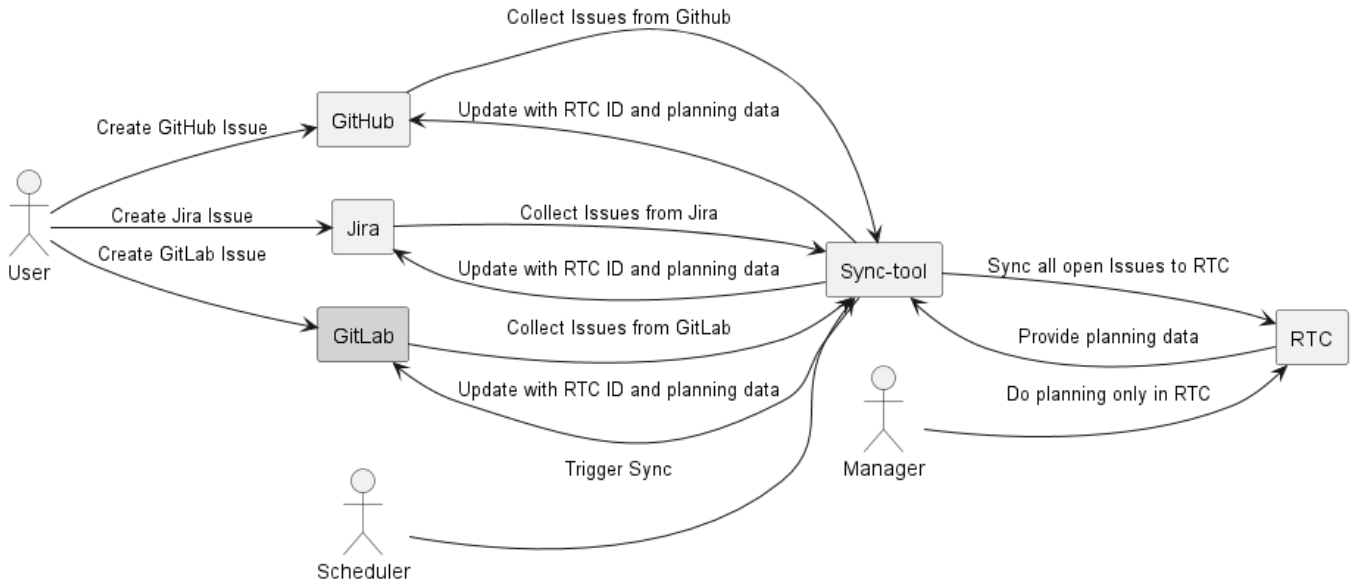 Collect Issues from Github
GitHub
Update with RTC ID and planning data
Create GitHub Issue
User
Create Jira Issue
Jira
Collect Issues from Jira
Create GitLab Issue
Update with RTC ID and planning data
Sync-tool
Sync all open Issues to RTC
GitLab
Collect Issues from GitLab
Provide planning data
RTC
Update with RTC ID and planning data
Do planning only in RTC
Trigger Sync
Manager
Scheduler